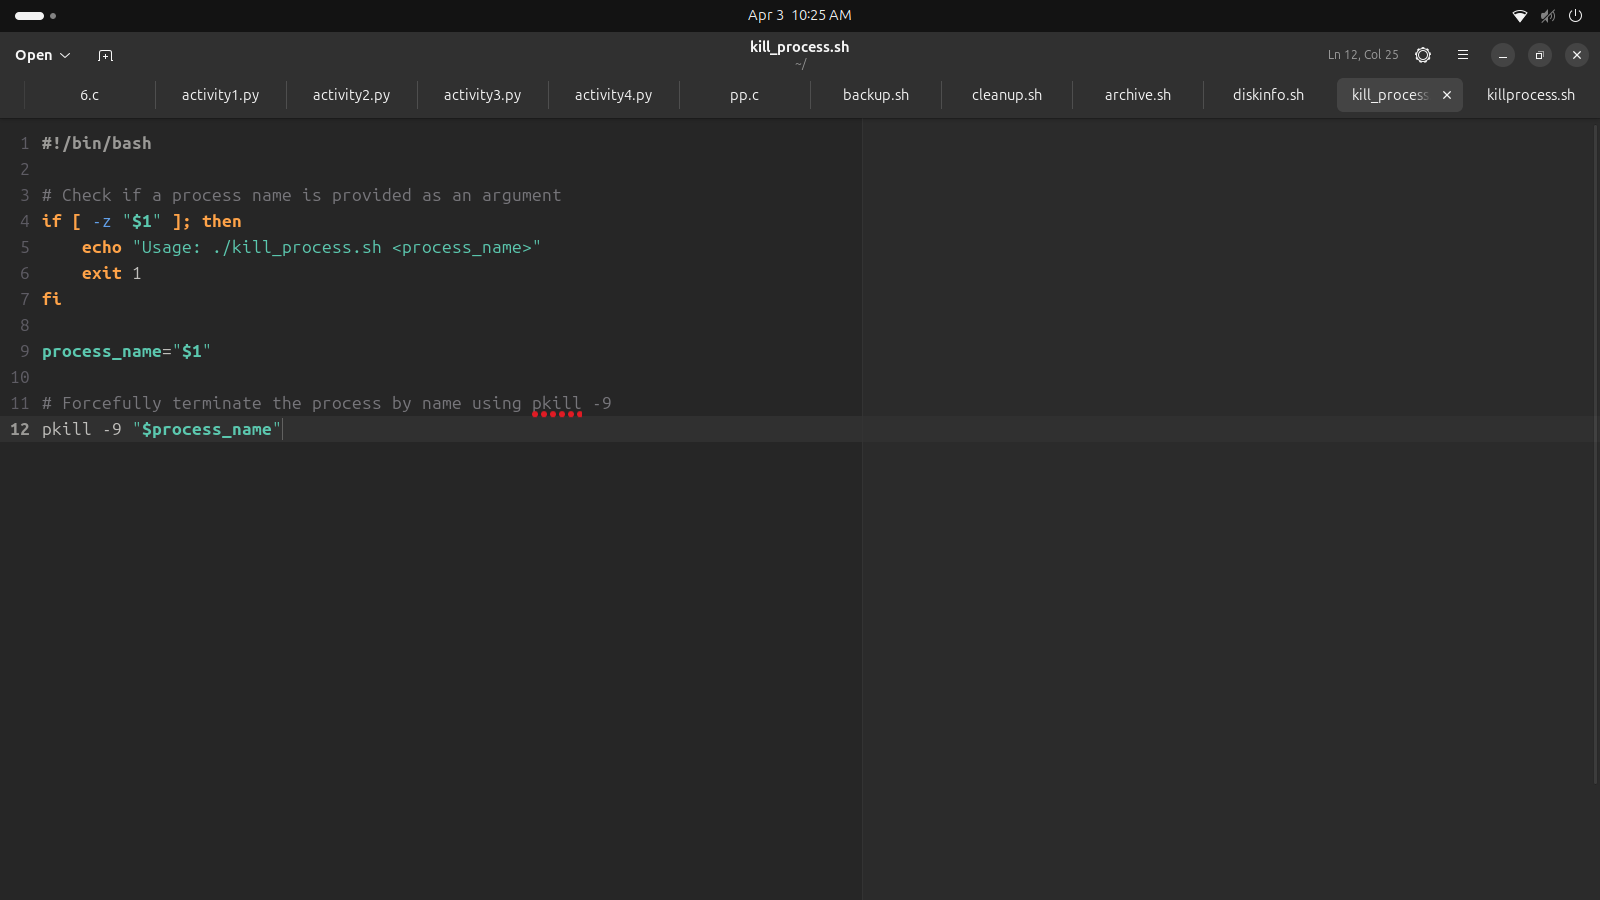 Apr 3 10:25 AM
Open
kill_process.sh
~/
Ln 12, Col 25
6.c activity1.py activity2.py activity3.py activity4.py pp.c backup.sh cleanup.sh archive.sh diskinfo.sh kill_process killprocess.sh
1 #!/bin/bash
2
3 # Check if a process name is provided as an argument
4 if [ -z "$1" ]; then
5     echo "Usage: ./kill_process.sh <process_name>"
6     exit 1
7 fi
8
9 process_name="$1"
10
11 # Forcefully terminate the process by name using pkill -9
12 pkill -9 "$process_name"